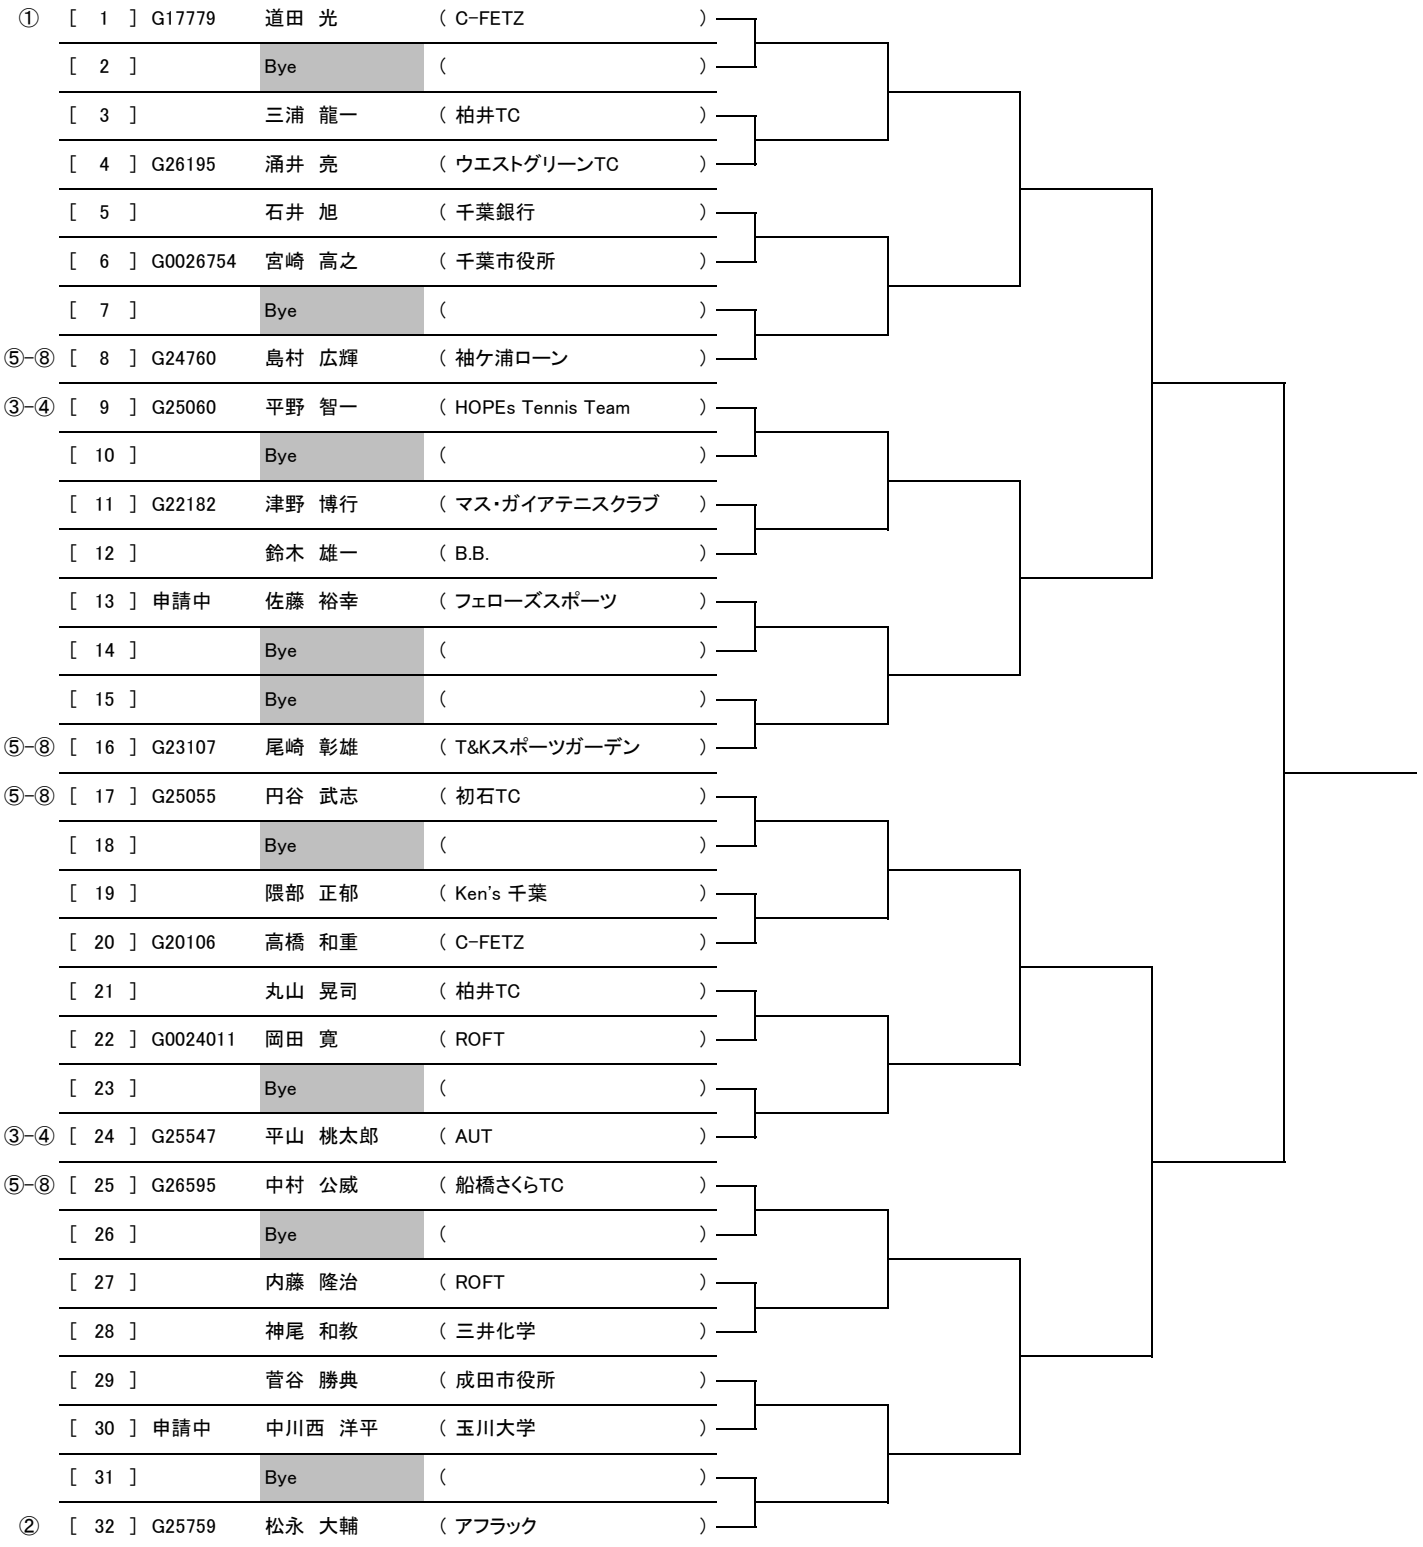 ① [ 1 ] G17779 道田 光 ( C-FETZ )
[ 2 ] Bye ( )
[ 3 ] 三浦 龍一 ( 柏井TC )
[ 4 ] G26195 涌井 亮 ( ウエストグリーンTC )
[ 5 ] 石井 旭 ( 千葉銀行 )
[ 6 ] G0026754 宮崎 高之 ( 千葉市役所 )
[ 7 ] Bye ( )
⑤-⑧ [ 8 ] G24760 島村 広輝 ( 袖ケ浦ローン )
③-④ [ 9 ] G25060 平野 智一 ( HOPEs Tennis Team )
[ 10 ] Bye ( )
[ 11 ] G22182 津野 博行 ( マス・ガイアテニスクラブ )
[ 12 ] 鈴木 雄一 ( B.B. )
[ 13 ] 申請中 佐藤 裕幸 ( フェローズスポーツ )
[ 14 ] Bye ( )
[ 15 ] Bye ( )
⑤-⑧ [ 16 ] G23107 尾崎 彰雄 ( T&Kスポーツガーデン )
⑤-⑧ [ 17 ] G25055 円谷 武志 ( 初石TC )
[ 18 ] Bye ( )
[ 19 ] 隈部 正郁 ( Ken's 千葉 )
[ 20 ] G20106 高橋 和重 ( C-FETZ )
[ 21 ] 丸山 晃司 ( 柏井TC )
[ 22 ] G0024011 岡田 寛 ( ROFT )
[ 23 ] Bye ( )
③-④ [ 24 ] G25547 平山 桃太郎 ( AUT )
⑤-⑧ [ 25 ] G26595 中村 公威 ( 船橋さくらTC )
[ 26 ] Bye ( )
[ 27 ] 内藤 隆治 ( ROFT )
[ 28 ] 神尾 和教 ( 三井化学 )
[ 29 ] 菅谷 勝典 ( 成田市役所 )
[ 30 ] 申請中 中川西 洋平 ( 玉川大学 )
[ 31 ] Bye ( )
② [ 32 ] G25759 松永 大輔 ( アフラック )